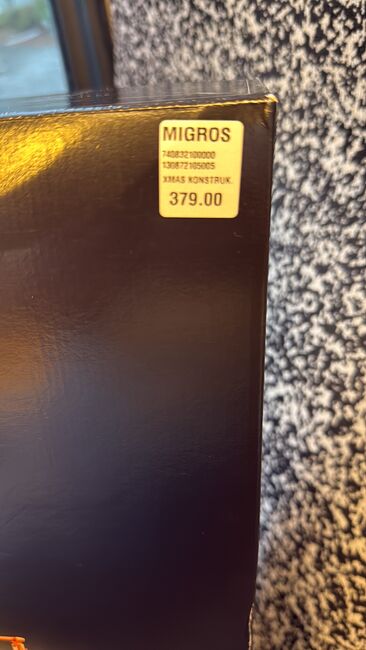 MIGROS
740832100000
130872105005
XMAS KONSTRUK.
379.00